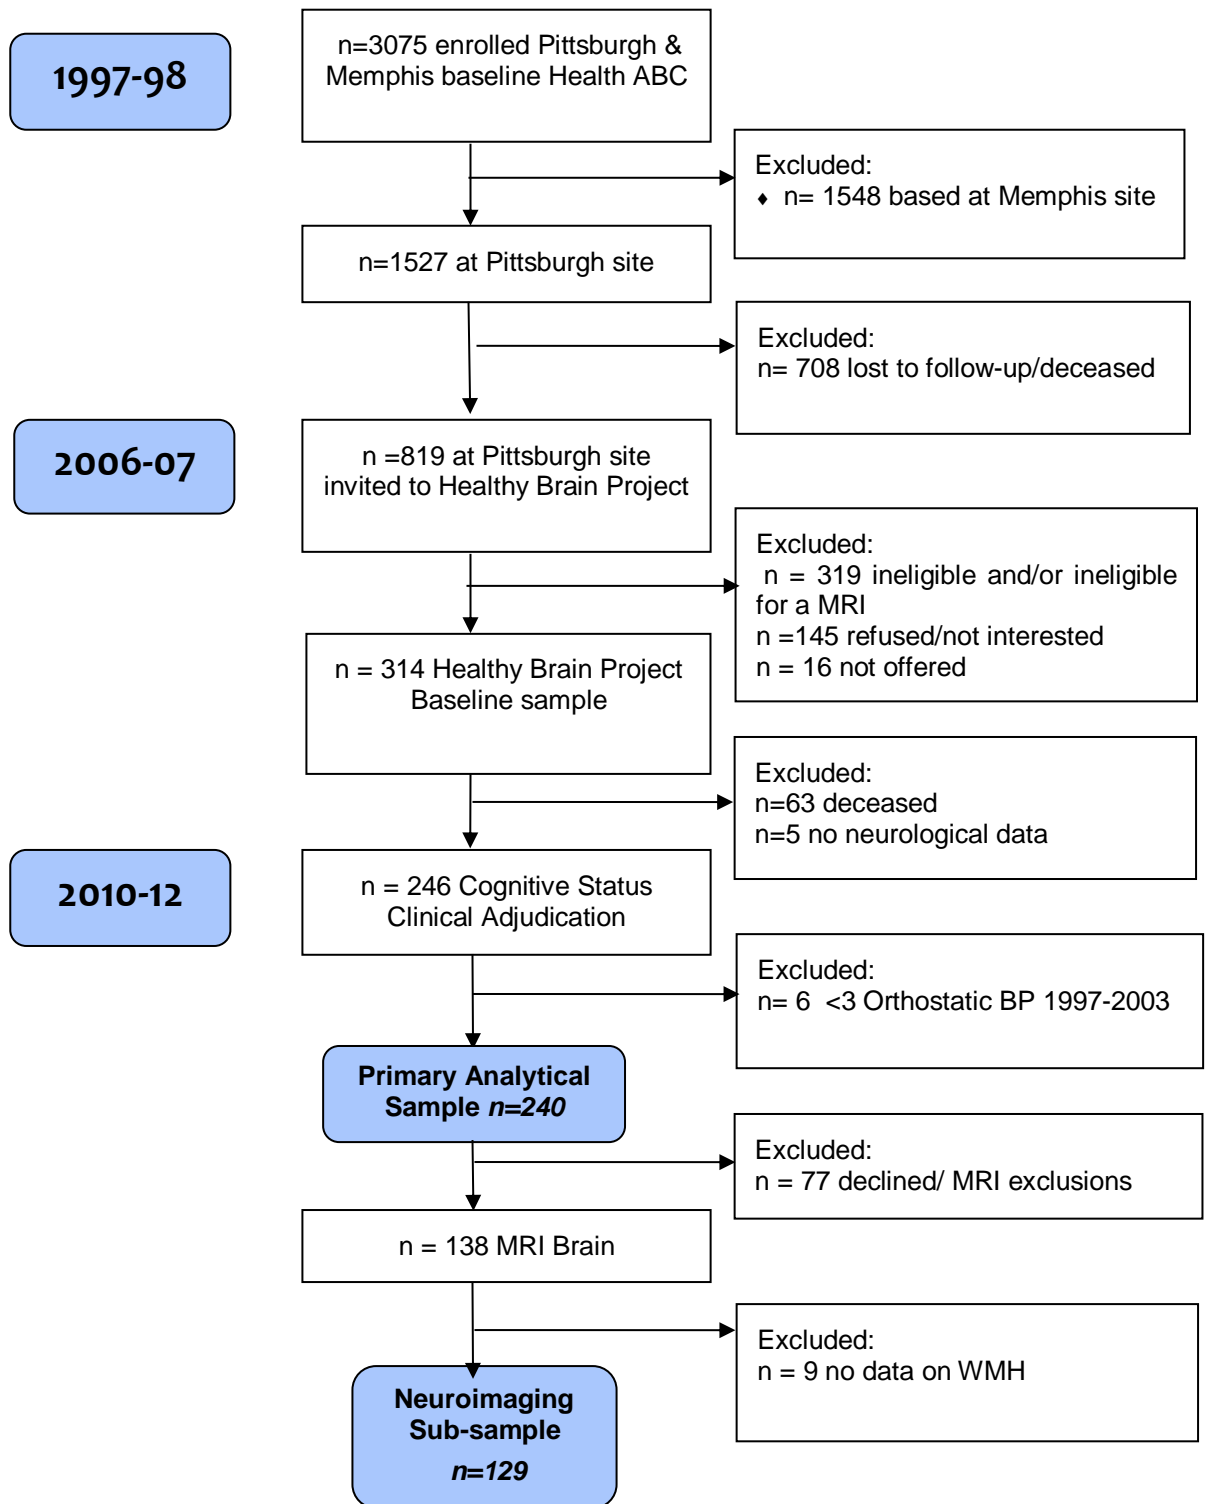 1997-98
n=3075 enrolled Pittsburgh &
Memphis baseline Health ABC
Excluded:
♦ n= 1548 based at Memphis site
n=1527 at Pittsburgh site
Excluded:
n= 708 lost to follow-up/deceased
2006-07
n =819 at Pittsburgh site
invited to Healthy Brain Project
Excluded:
n = 319 ineligible and/or ineligible
for a MRI
n =145 refused/not interested
n = 16 not offered
n = 314 Healthy Brain Project
Baseline sample
Excluded:
n=63 deceased
n=5 no neurological data
2010-12
n = 246 Cognitive Status
Clinical Adjudication
Excluded:
n= 6 <3 Orthostatic BP 1997-2003
Primary Analytical
Sample n=240
Excluded:
n = 77 declined/ MRI exclusions
n = 138 MRI Brain
Excluded:
n = 9 no data on WMH
Neuroimaging
Sub-sample
n=129